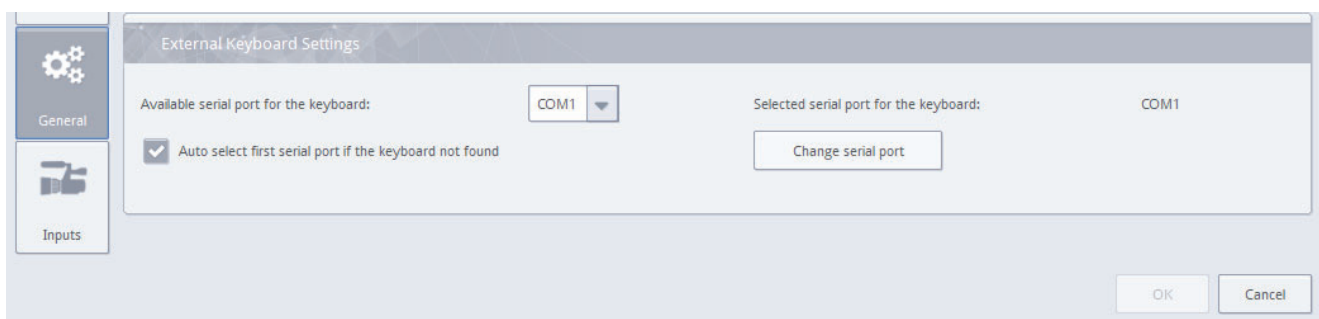 External Keyboard Settings
General
Available serial port for the keyboard:
COM1
Selected serial port for the keyboard:
COM1
Auto select first serial port if the keyboard not found
Change serial port
Inputs
OK
Cancel